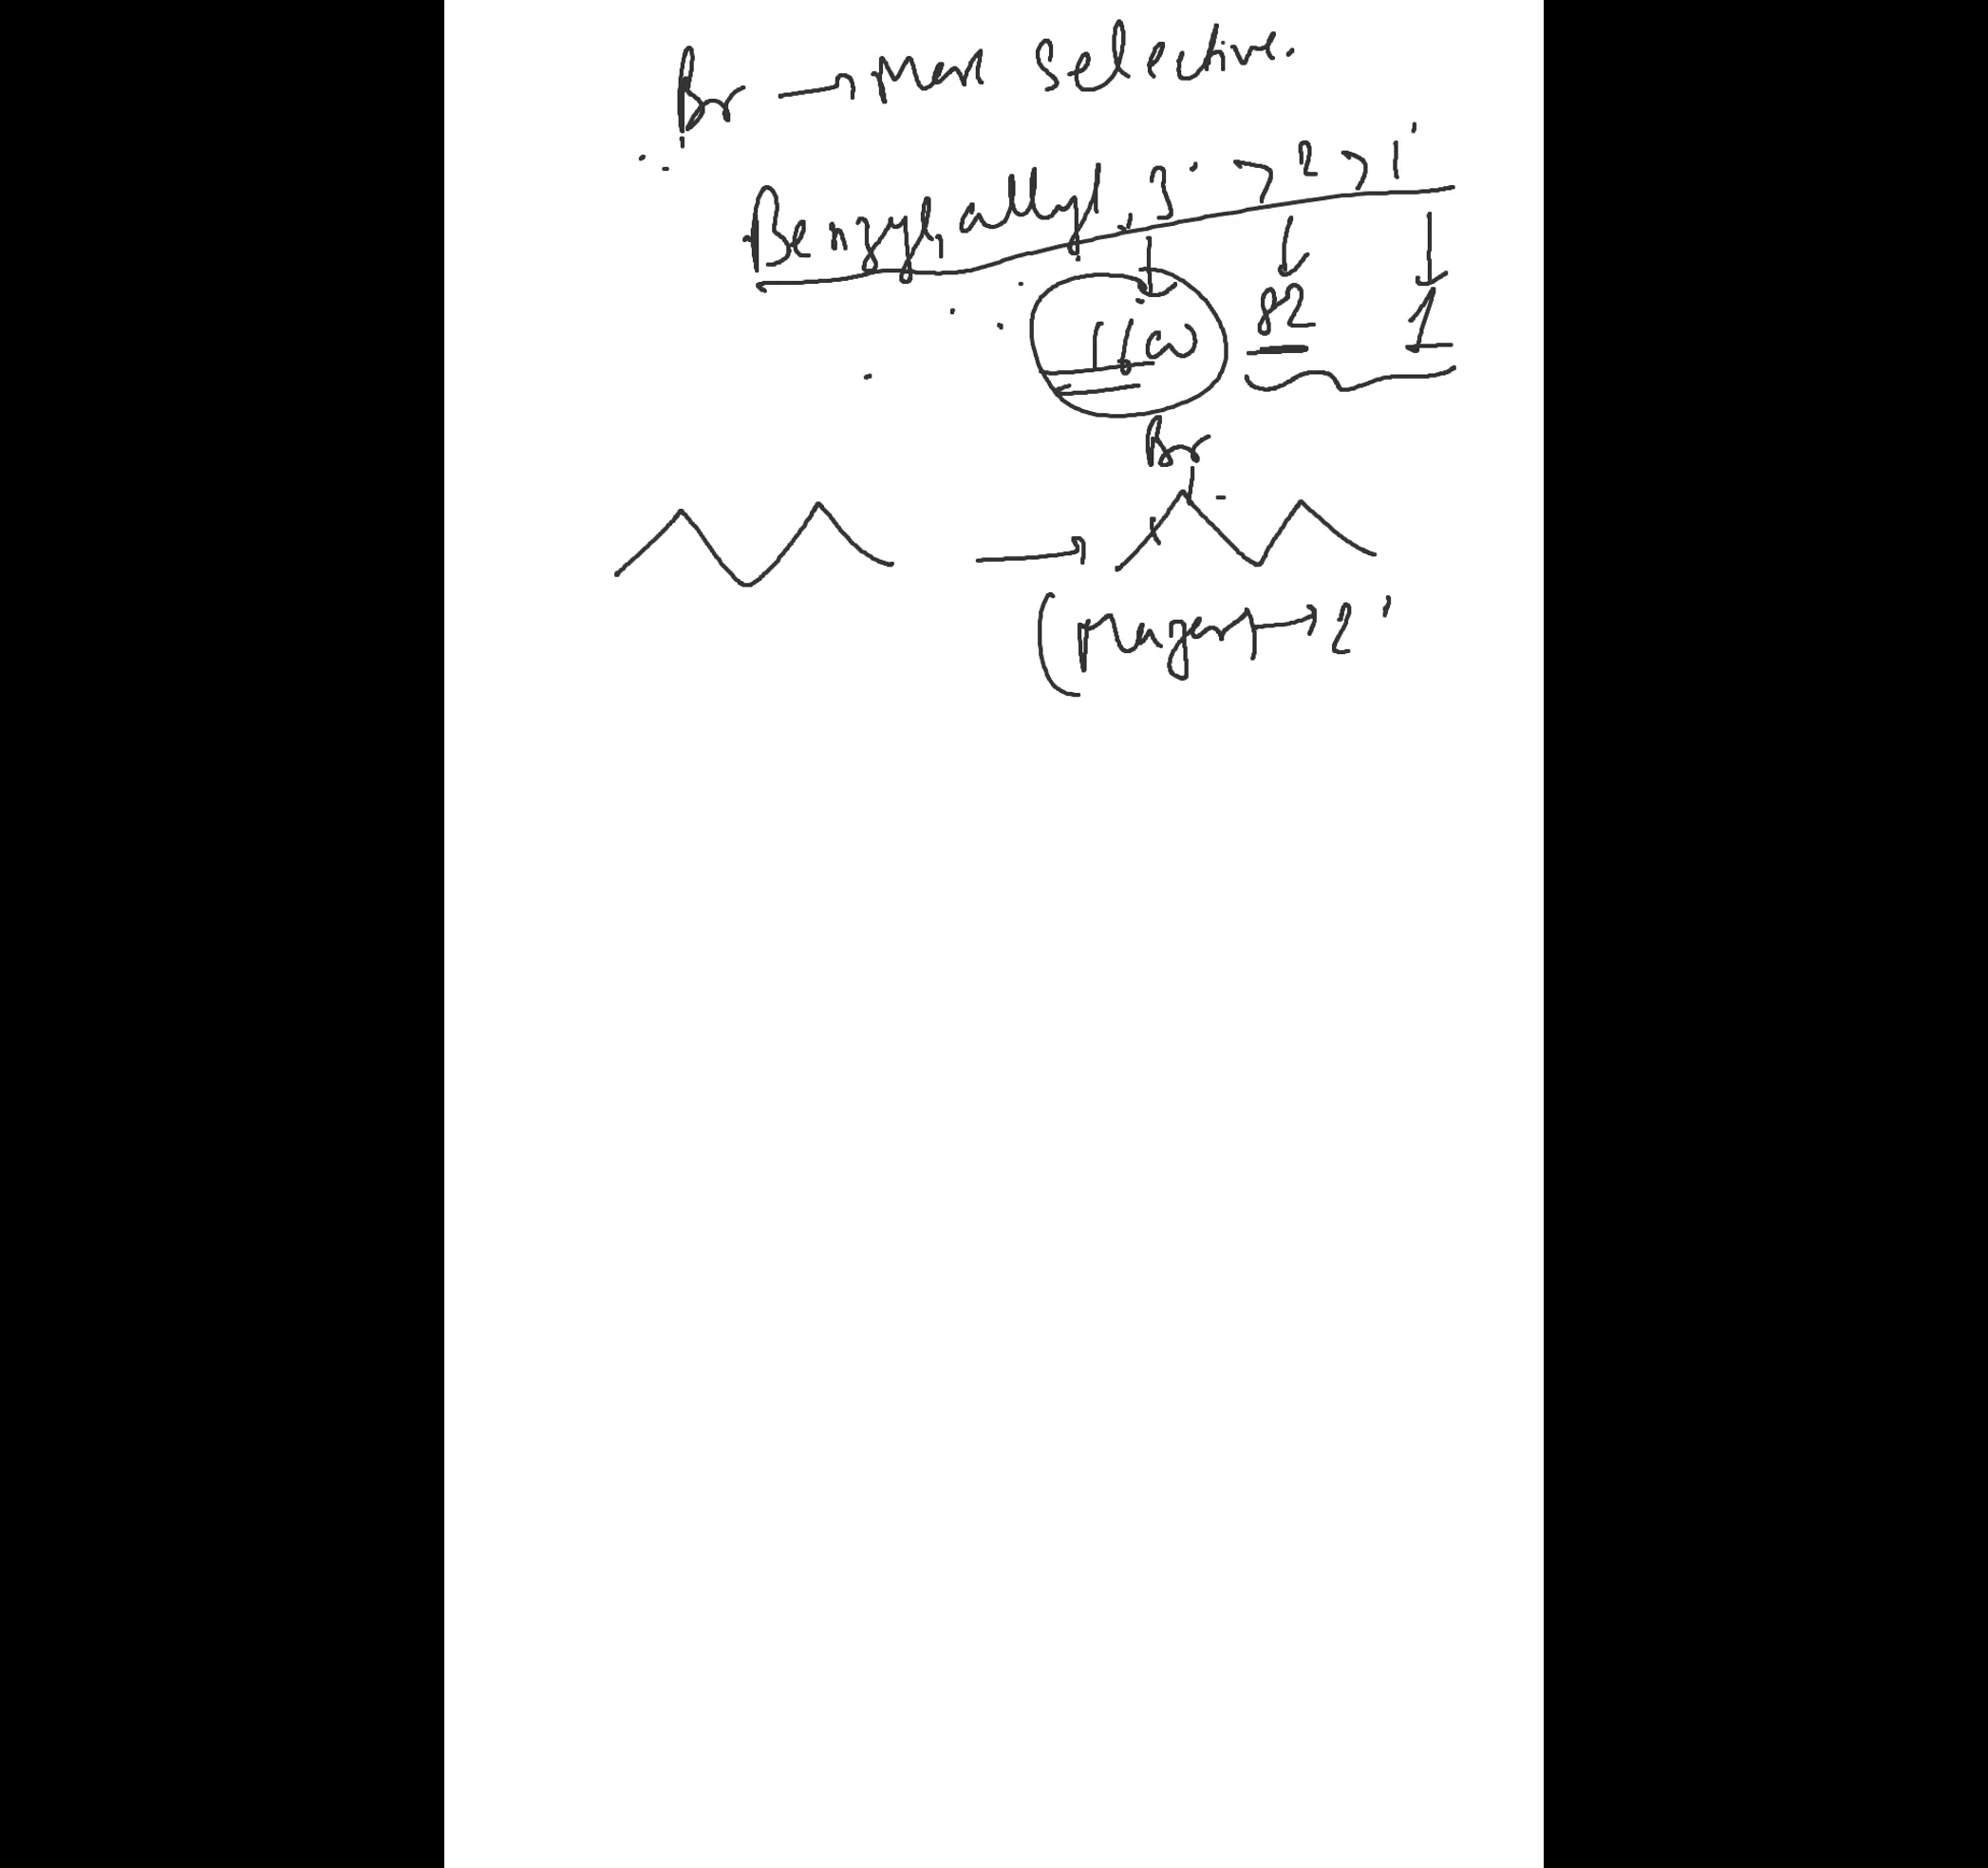 Br → More selective.
Benzyl, allyl, 3° > 2 > 1°
1600 82 1
Br
(Major → 2°